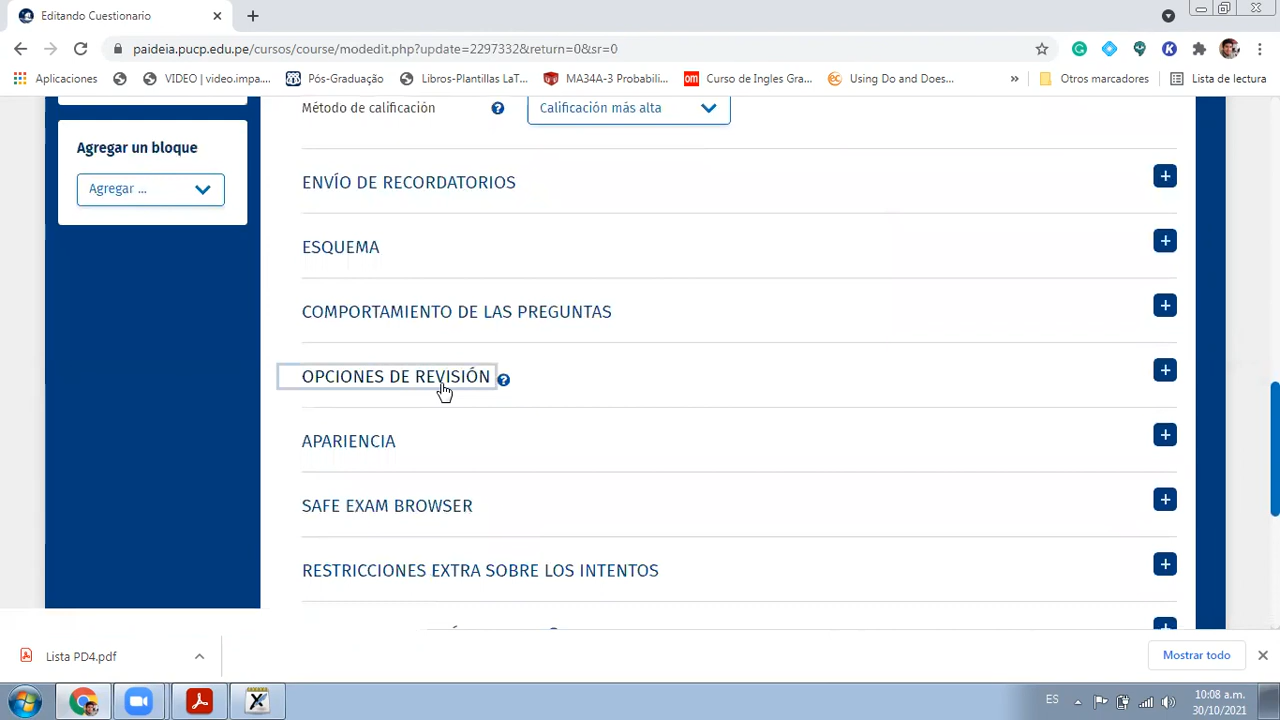 Editando Cuestionario
paideia.pucp.edu.pe/cursos/course/modedit.php?update=2297332&return=0&sr=0
Aplicaciones
VIDEO | video.impa...
Pós-Graduação
Libros-Plantillas LaT...
MA34A-3 Probabili...
Curso de Ingles Gra...
Using Do and Does...
»
Otros marcadores
Lista de lectura
Método de calificación
Calificación más alta
Agregar un bloque
Agregar ...
ENVÍO DE RECORDATORIOS
ESQUEMA
COMPORTAMIENTO DE LAS PREGUNTAS
OPCIONES DE REVISIÓN
APARIENCIA
SAFE EXAM BROWSER
RESTRICCIONES EXTRA SOBRE LOS INTENTOS
Lista PD4.pdf
Mostrar todo
ES
10:08 a.m.
30/10/2021